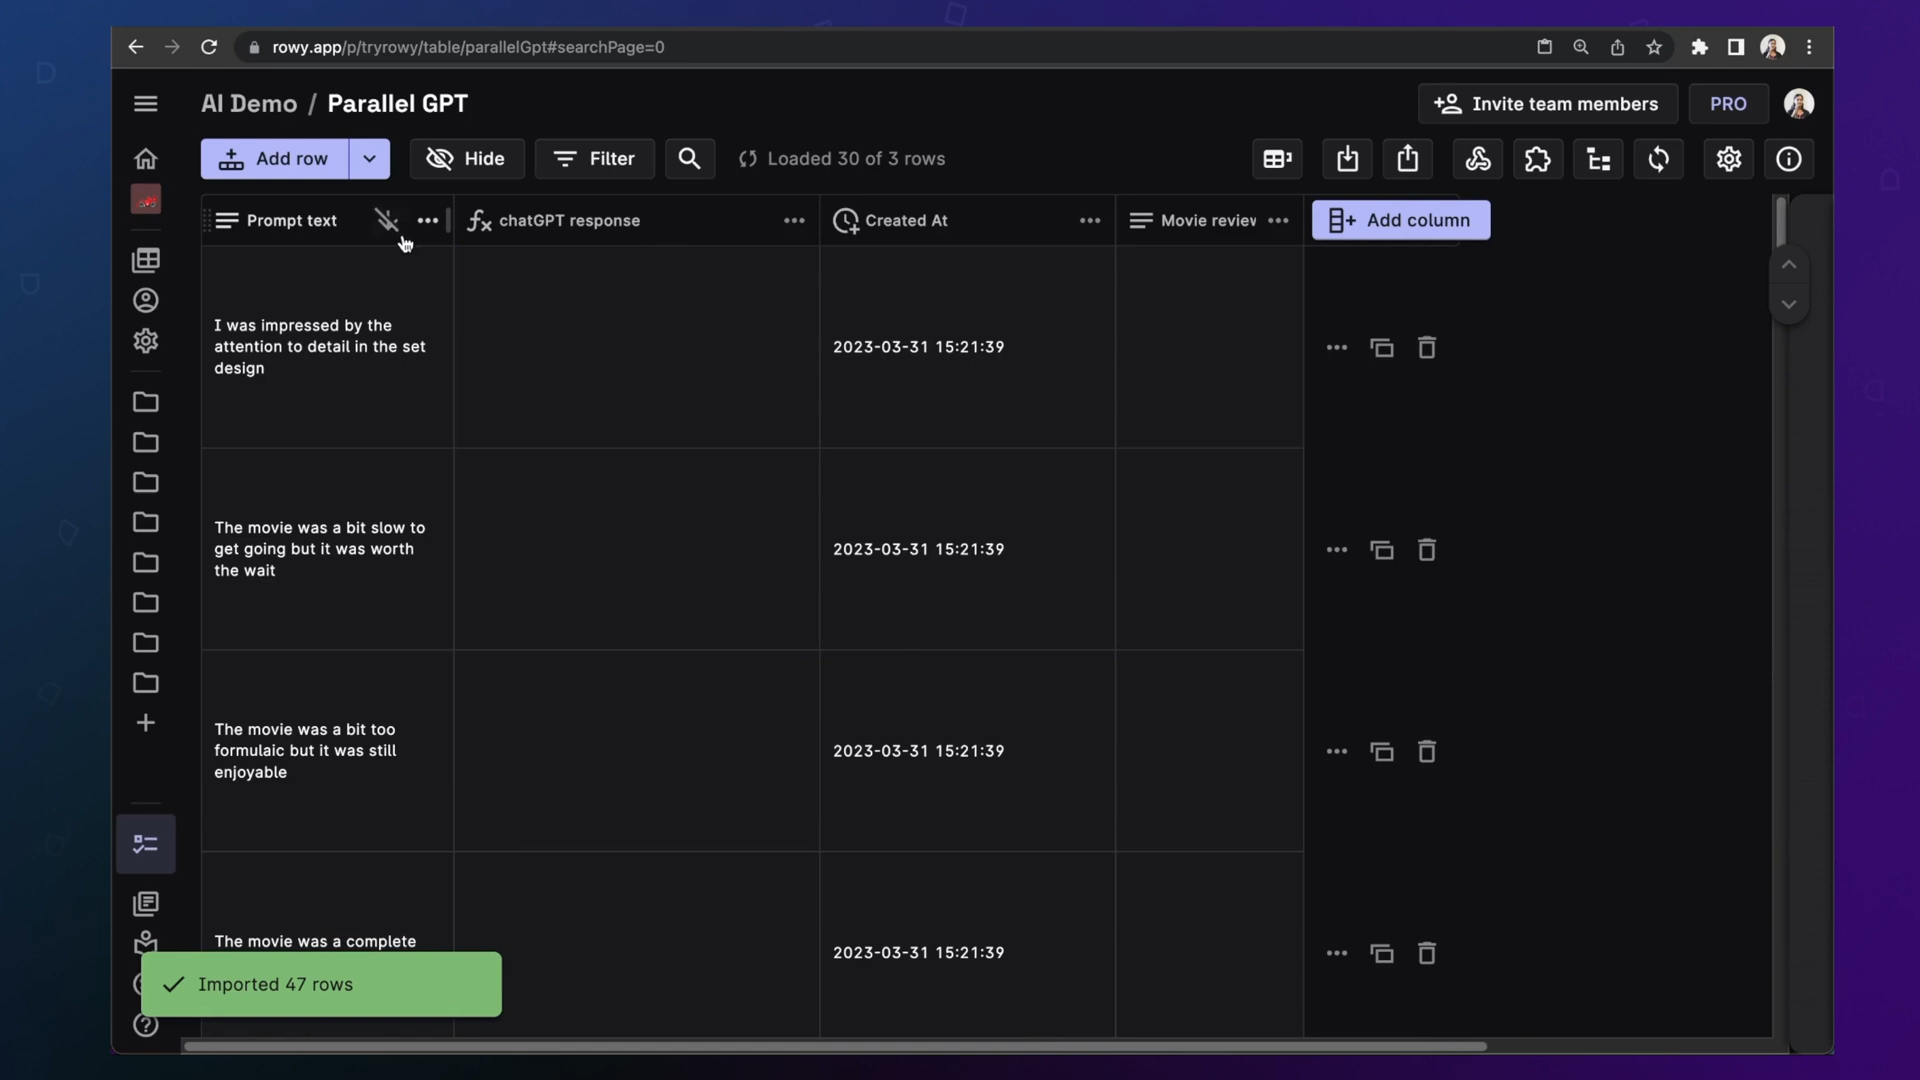 rowy.app/p/tryrowy/table/parallelGpt#searchPage=0
AI Demo / Parallel GPT
Invite team members
PRO
Add row
Hide
Filter
Loaded 30 of 3 rows
Prompt text
chatGPT response
Created At
Movie review
Add column
I was impressed by the
attention to detail in the set
design
2023-03-31 15:21:39
The movie was a bit slow to
get going but it was worth
the wait
2023-03-31 15:21:39
The movie was a bit too
formulaic but it was still
enjoyable
2023-03-31 15:21:39
The movie was a complete
2023-03-31 15:21:39
Imported 47 rows